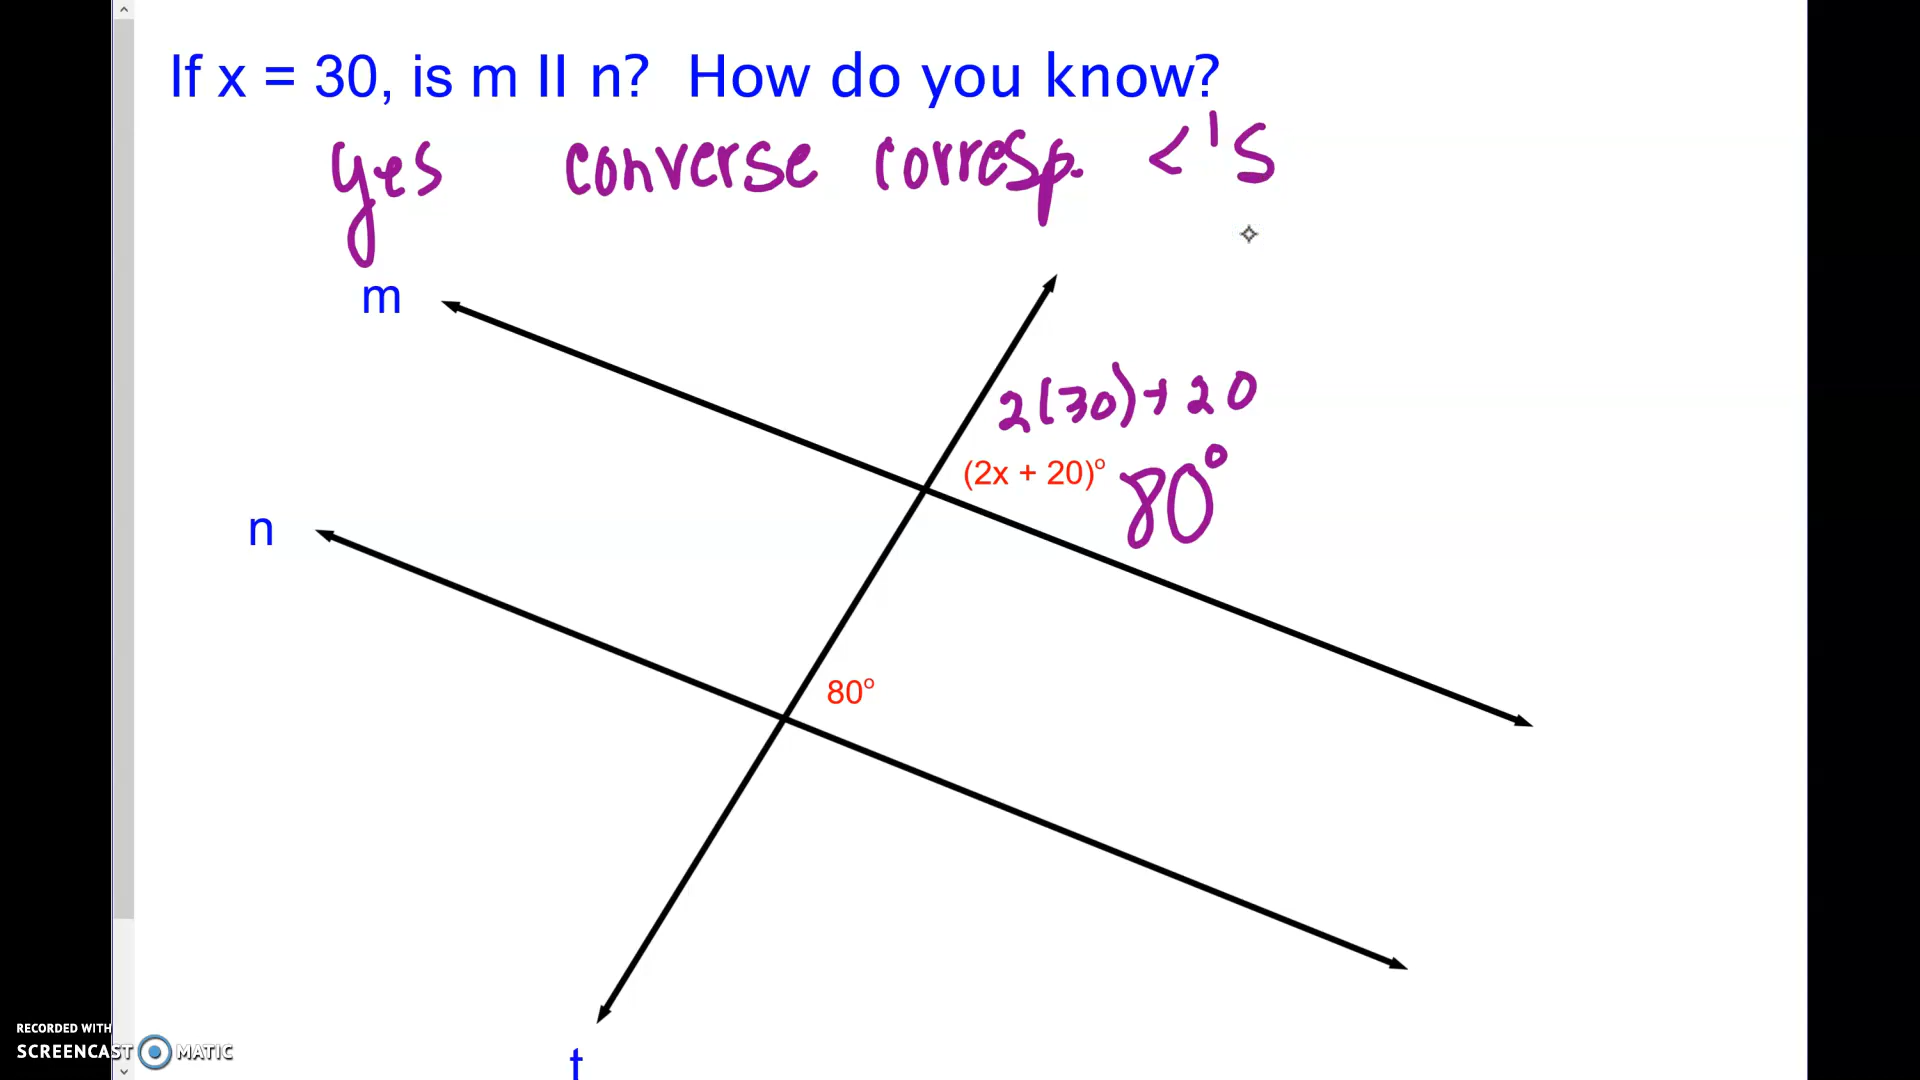 If x = 30, is m II n? How do you know?
yes converse corresp. <'s
m
2(30)+20
(2x + 20)° 80°
n
80°
RECORDED WITH
SCREENCAST MATIC
t